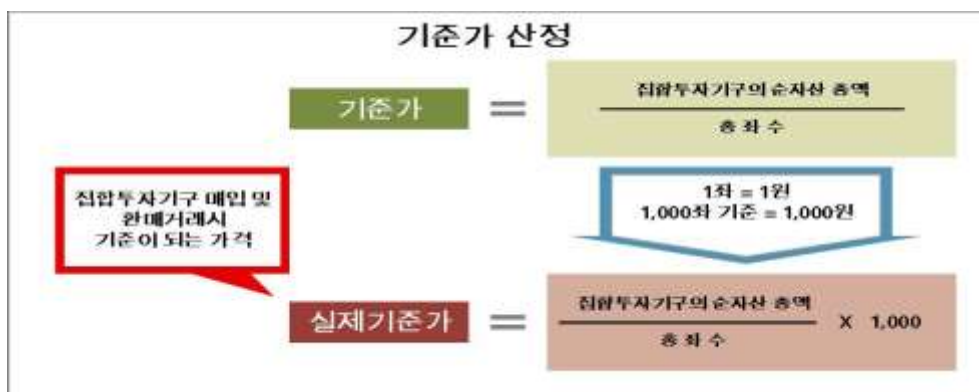 기준가 산정
기준가 = 집합투자기구의 순자산 총액
총 좌 수
집합투자기구 매입 및
환매거래시
기준이 되는 가격
1좌 = 1원
1,000좌 기준 = 1,000원
실제기준가 = 집합투자기구의 순자산 총액
총 좌 수
X 1,000